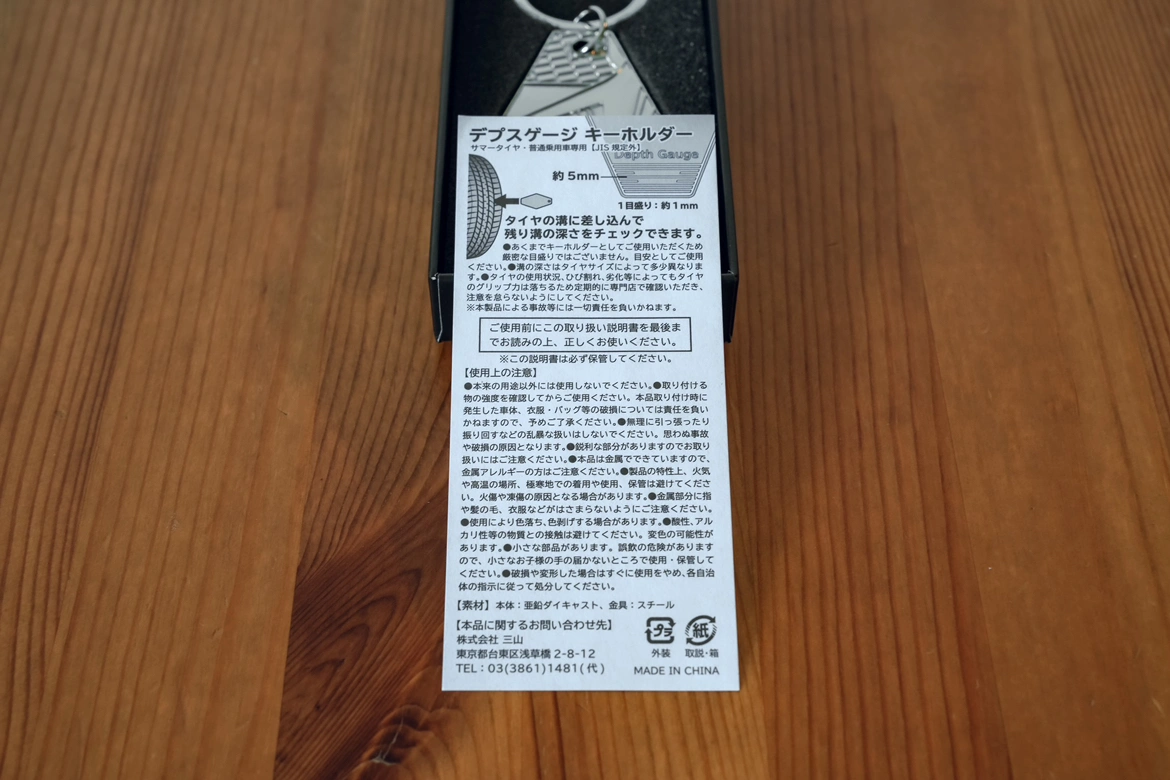 デプスゲージ キーホルダー
サマータイヤ・普通乗用車専用【JIS 規定外】
Depth Gauge
約 5mm
1目盛り：約1mm
タイヤの溝に差し込んで
残り溝の深さをチェックできます。
●あくまでキーホルダーとしてご使用いただくため
厳密な目盛りではございません。目安としてご使用
ください。●溝の深さはタイヤサイズによって多少異なりま
す。●タイヤの使用状況、ひび割れ、劣化等によってもタイヤ
のグリップ力は落ちるため定期的に専門店で確認いただき、
注意を怠らないようにしてください。
※本製品による事故等には一切責任を負いかねます。
ご使用前にこの取り扱い説明書を最後ま
でお読みの上、正しくお使いください。
※この説明書は必ず保管してください。
【使用上の注意】
●本来の用途以外には使用しないでください。●取り付ける
物の強度を確認してからご使用ください。本品取り付け時に
発生した車体、衣服・バッグ等の破損については責任を負い
かねますので、予めご了承ください。●無理に引っ張ったり
振り回すなどの乱暴な扱いはしないでください。思わぬ事故
や破損の原因となります。●鋭利な部分がありますのでお取り
扱いにはご注意ください。●本品は金属でできていますので、
金属アレルギーの方はご注意ください。●製品の特性上、火気
や高温の場所、極寒地での着用や使用、保管は避けてくださ
い。火傷や凍傷の原因となる場合があります。●金属部分に指
や髪の毛、衣服などがはさまらないようにご注意ください。
●使用により色落ち、色剥げする場合があります。●酸性、アル
カリ性等の物質との接触は避けてください。変色の可能性が
あります。●小さな部品があります。誤飲の危険があります
ので、小さなお子様の手の届かないところで使用・保管して
ください。●破損や変形した場合はすぐに使用をやめ、各自治
体の指示に従って処分してください。
【素材】本体：亜鉛ダイキャスト、金具：スチール
【本品に関するお問い合わせ先】
株式会社 三山
東京都台東区浅草橋 2-8-12
TEL：03(3861)1481(代)
プラ
外装
紙
取説・箱
MADE IN CHINA